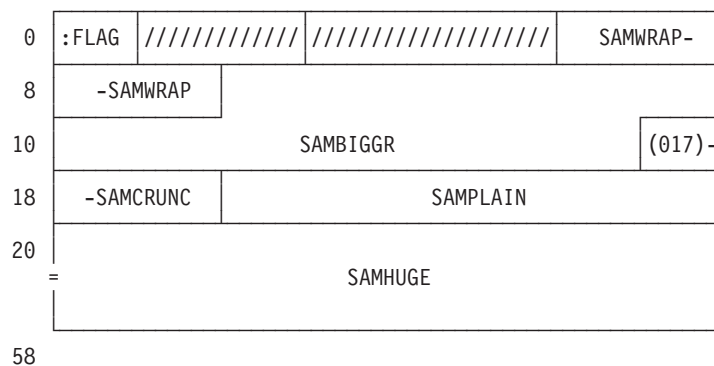 0 :FLAG ///////////// //////////////////// SAMWRAP-
8 -SAMWRAP
10 SAMBIGGR (017)-
18 -SAMCRUNC SAMPLAIN
20
= SAMHUGE
58